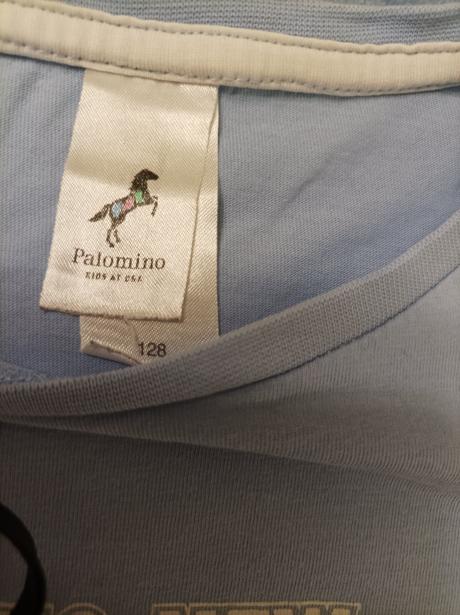 Palomino
KIDS AT C&A
128